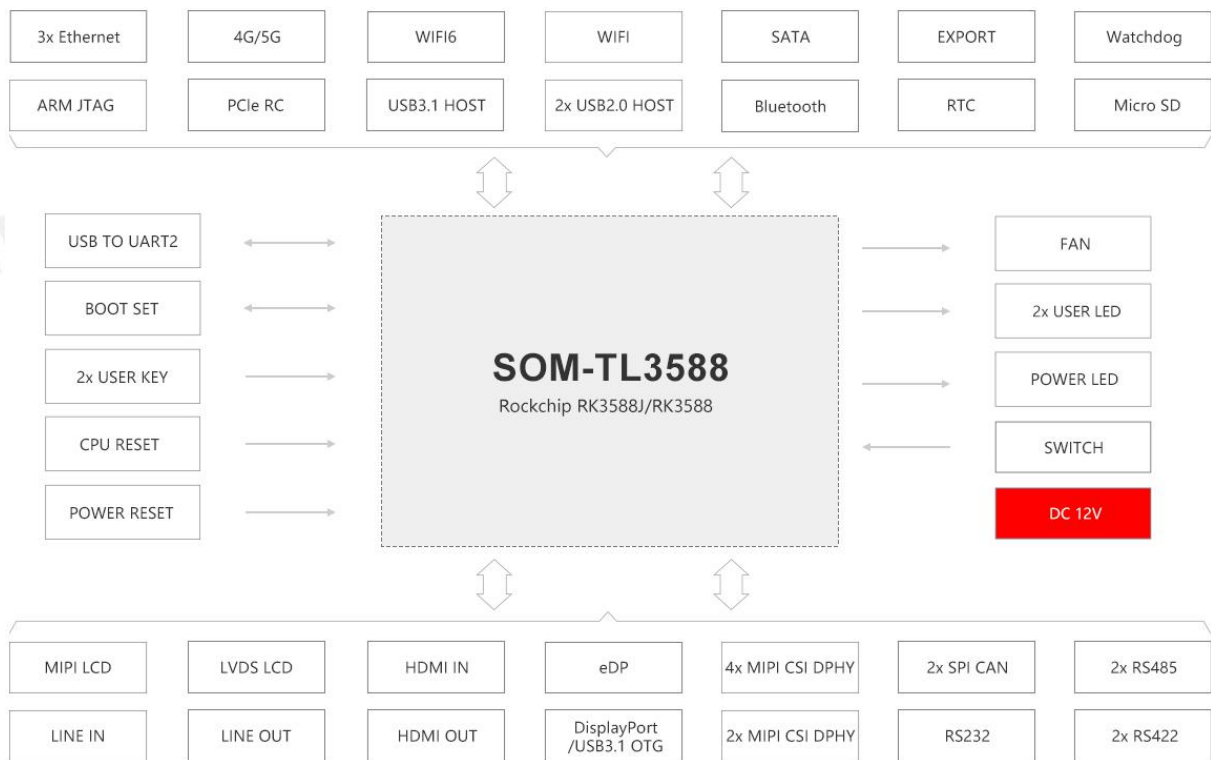 3x Ethernet
4G/5G
WIFI6
WIFI
SATA
EXPORT
Watchdog
ARM JTAG
PCIe RC
USB3.1 HOST
2x USB2.0 HOST
Bluetooth
RTC
Micro SD
USB TO UART2
BOOT SET
2x USER KEY
CPU RESET
POWER RESET
SOM-TL3588
Rockchip RK3588J/RK3588
FAN
2x USER LED
POWER LED
SWITCH
DC 12V
MIPI LCD
LVDS LCD
HDMI IN
eDP
4x MIPI CSI DPHY
2x SPI CAN
2x RS485
LINE IN
LINE OUT
HDMI OUT
DisplayPort
/USB3.1 OTG
2x MIPI CSI DPHY
RS232
2x RS422